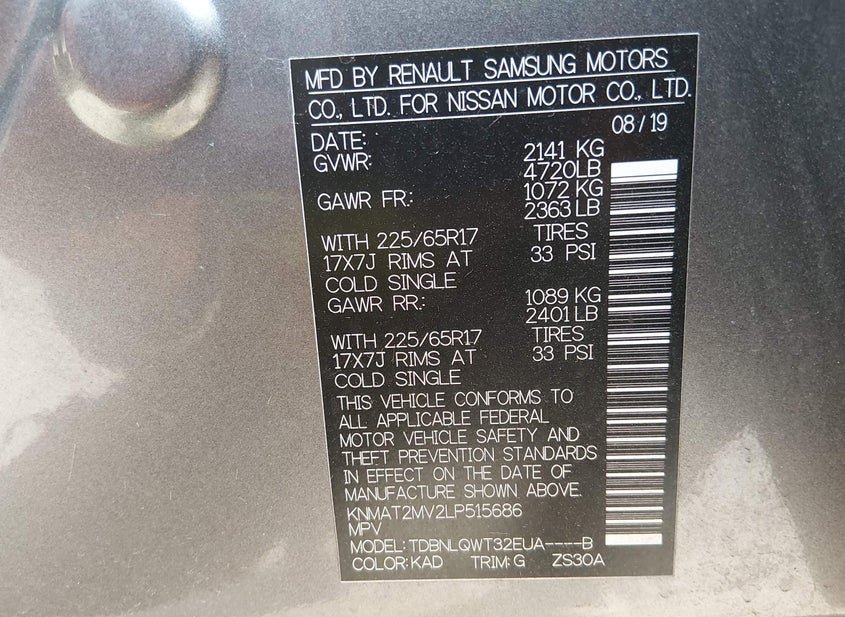 MFD BY RENAULT SAMSUNG MOTORS
CO., LTD. FOR NISSAN MOTOR CO., LTD.
DATE: 08/19
GVWR: 2141 KG
4720LB
GAWR FR.: 1072 KG
2363 LB
WITH 225/65R17 TIRES
17X7J RIMS AT 33 PSI
COLD SINGLE
GAWR RR.: 1089 KG
2401 LB
WITH 225/65R17 TIRES
17X7J RIMS AT 33 PSI
COLD SINGLE
THIS VEHICLE CONFORMS TO
ALL APPLICABLE FEDERAL
MOTOR VEHICLE SAFETY AND
THEFT PREVENTION STANDARDS
IN EFFECT ON THE DATE OF
MANUFACTURE SHOWN ABOVE.
KNMAT2MV2LP515686
MPV
MODEL:TDBNLQWT32EUA----B
COLOR:KAD TRIM:G ZS30A